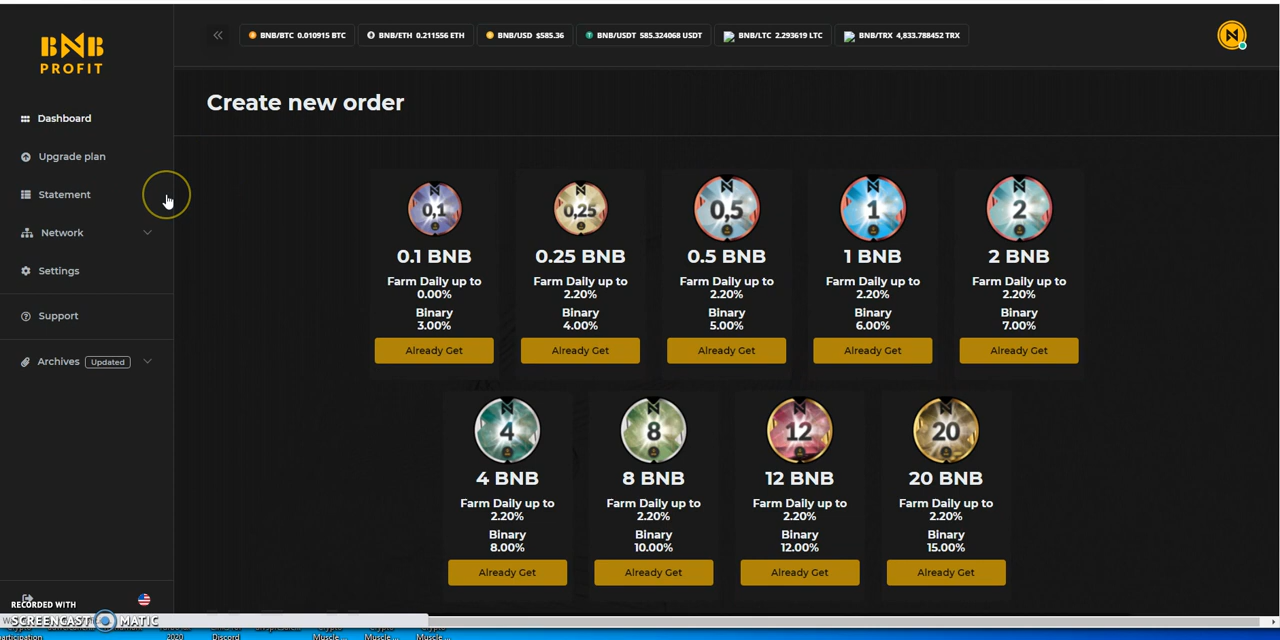 BNB
PROFIT
BNB/BTC 0.010915 BTC
BNB/ETH 0.211556 ETH
BNB/USD $585.36
BNB/USDT 585.324068 USDT
BNB/LTC 2.293619 LTC
BNB/TRX 4,833.788452 TRX
Dashboard
Upgrade plan
Statement
Network
Settings
Support
Archives Updated
Create new order
0,1 0,25 0,5 1 2
0.1 BNB 0.25 BNB 0.5 BNB 1 BNB 2 BNB
Farm Daily up to Farm Daily up to Farm Daily up to Farm Daily up to Farm Daily up to
0.00% 2.20% 2.20% 2.20% 2.20%
Binary Binary Binary Binary Binary
3.00% 4.00% 5.00% 6.00% 7.00%
Already Get Already Get Already Get Already Get Already Get
4 8 12 20
4 BNB 8 BNB 12 BNB 20 BNB
Farm Daily up to Farm Daily up to Farm Daily up to Farm Daily up to
2.20% 2.20% 2.20% 2.20%
Binary Binary Binary Binary
8.00% 10.00% 12.00% 15.00%
Already Get Already Get Already Get Already Get
RECORDED WITH
SCREENCAST MATIC
2020 Discord Muscle... Muscle... Muscle...